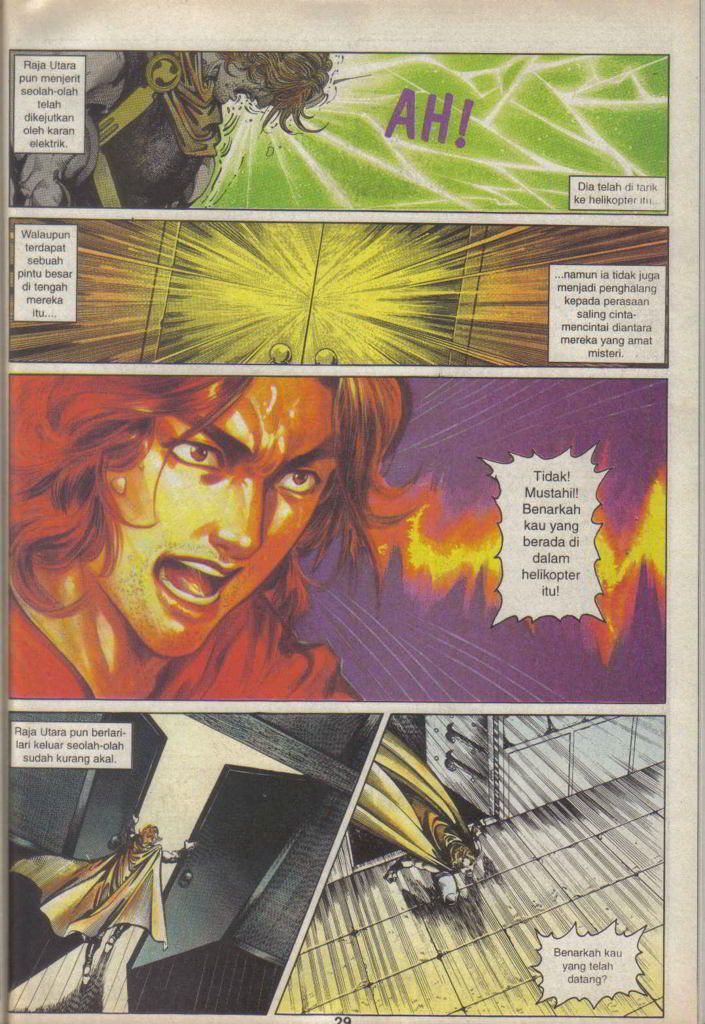 Raja Utara
pun menjerit
seolah-olah
telah
dikejutkan
oleh karan
elektrik.
AH!
Dia telah di tarik
ke helikopter itu...
Walaupun
terdapat
sebuah
pintu besar
di tengah
mereka
itu....
...namun ia tidak juga
menjadi penghalang
kepada perasaan
saling cinta-
mencintai diantara
mereka yang amat
misteri.
Tidak!
Mustahil!
Benarkah
kau yang
berada di
dalam
helikopter
itu!
Raja Utara pun berlari-
lari keluar seolah-olah
sudah kurang akal.
Benarkah kau
yang telah
datang?
29